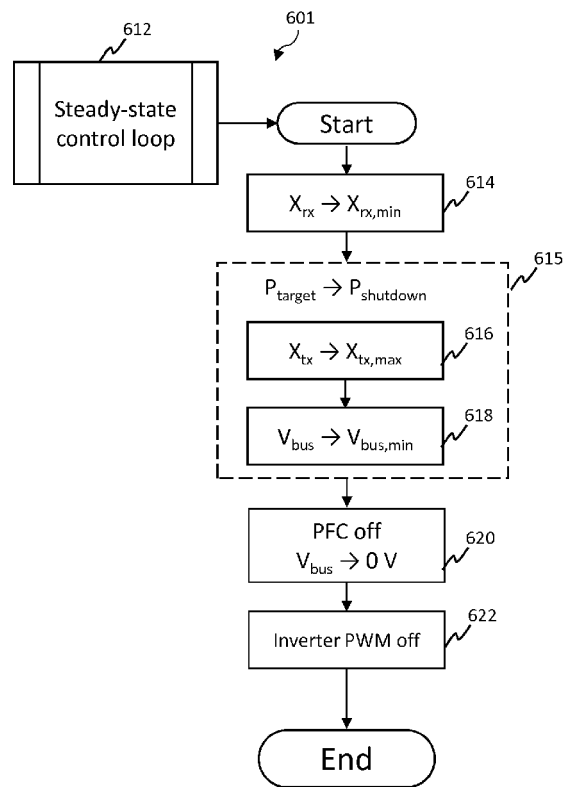 612
601
Steady-state
control loop
Start
614
X_rx → X_rx,min
615
P_target → P_shutdown
616
X_tx → X_tx,max
618
V_bus → V_bus,min
PFC off
V_bus → 0 V
620
622
Inverter PWM off
End